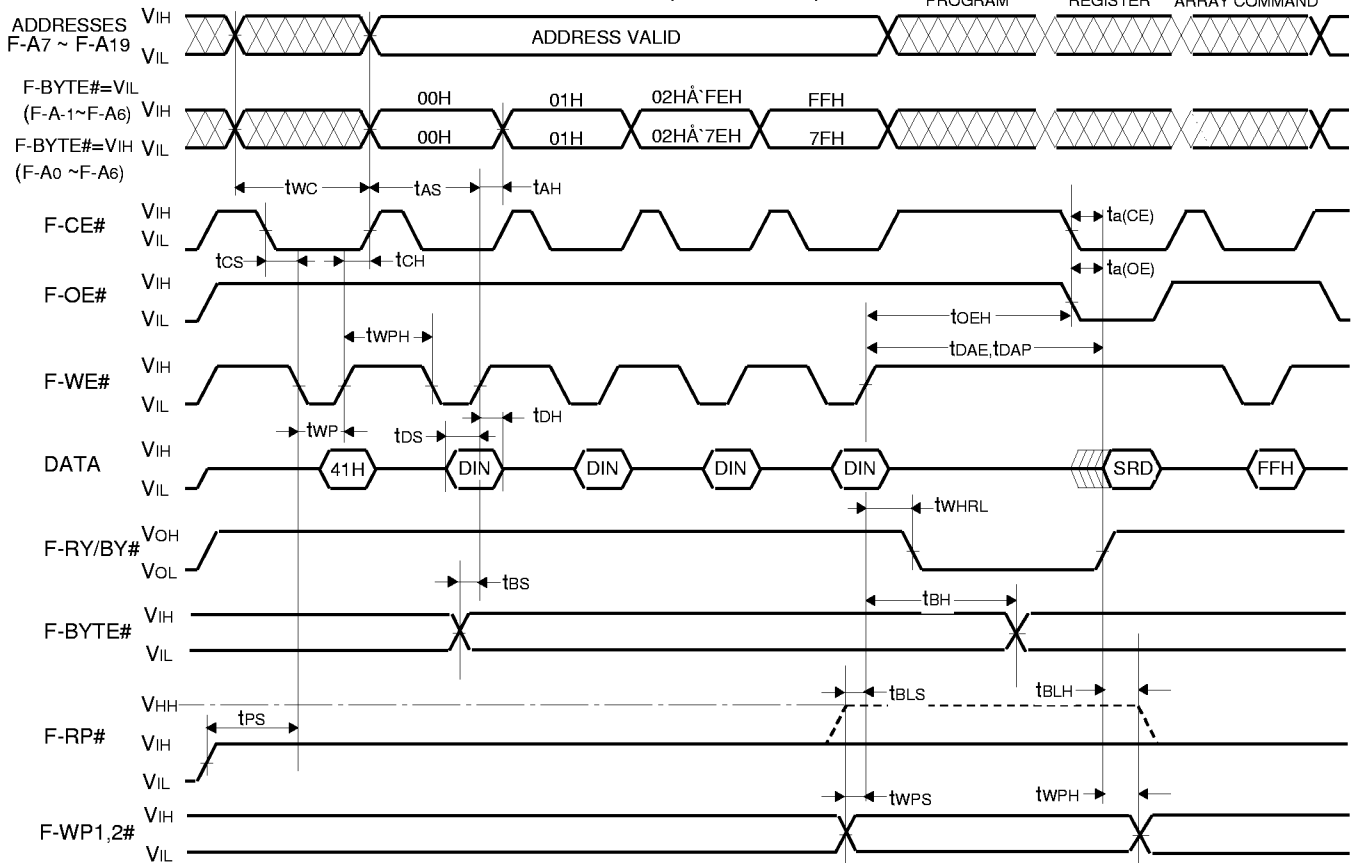 PROGRAM REGISTER ARRAY COMMAND
ADDRESSES VIH
F-A7 ~ F-A19
ADDRESS VALID
VIL
F-BYTE#=VIL
(F-A-1~F-A6) VIH
00H 01H 02HÅ`FEH FFH
00H 01H 02HÅ`7EH 7FH
F-BYTE#=VIH VIL
(F-A0 ~F-A6)
tWC tAS tAH
F-CE# VIH
VIL
ta(CE)
tCS tCH
ta(OE)
F-OE# VIH
VIL
tOEH
tWPH
tDAE,tDAP
F-WE# VIH
VIL
tWP tDS tDH
DATA VIH
VIL
41H DIN DIN DIN DIN SRD FFH
tWHRL
F-RY/BY# VOH
VOL
tBS
tBH
F-BYTE# VIH
VIL
VHH
tPS tBLS tBLH
F-RP# VIH
VIL
tWPS tWPH
F-WP1,2# VIH
VIL